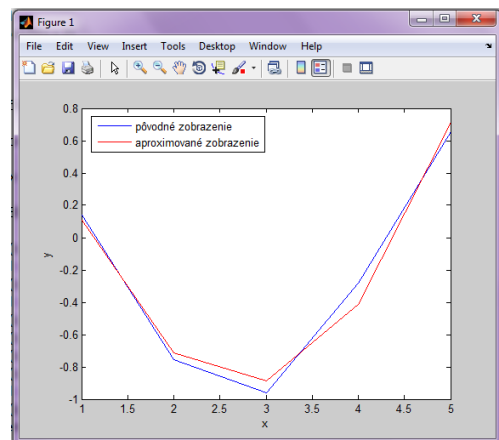 Figure 1
File Edit View Insert Tools Desktop Window Help
0.8
0.6
0.4
0.2
0
-0.2
-0.4
-0.6
-0.8
-1
pôvodné zobrazenie
aproximované zobrazenie
y
1 1.5 2 2.5 3 3.5 4 4.5 5
x